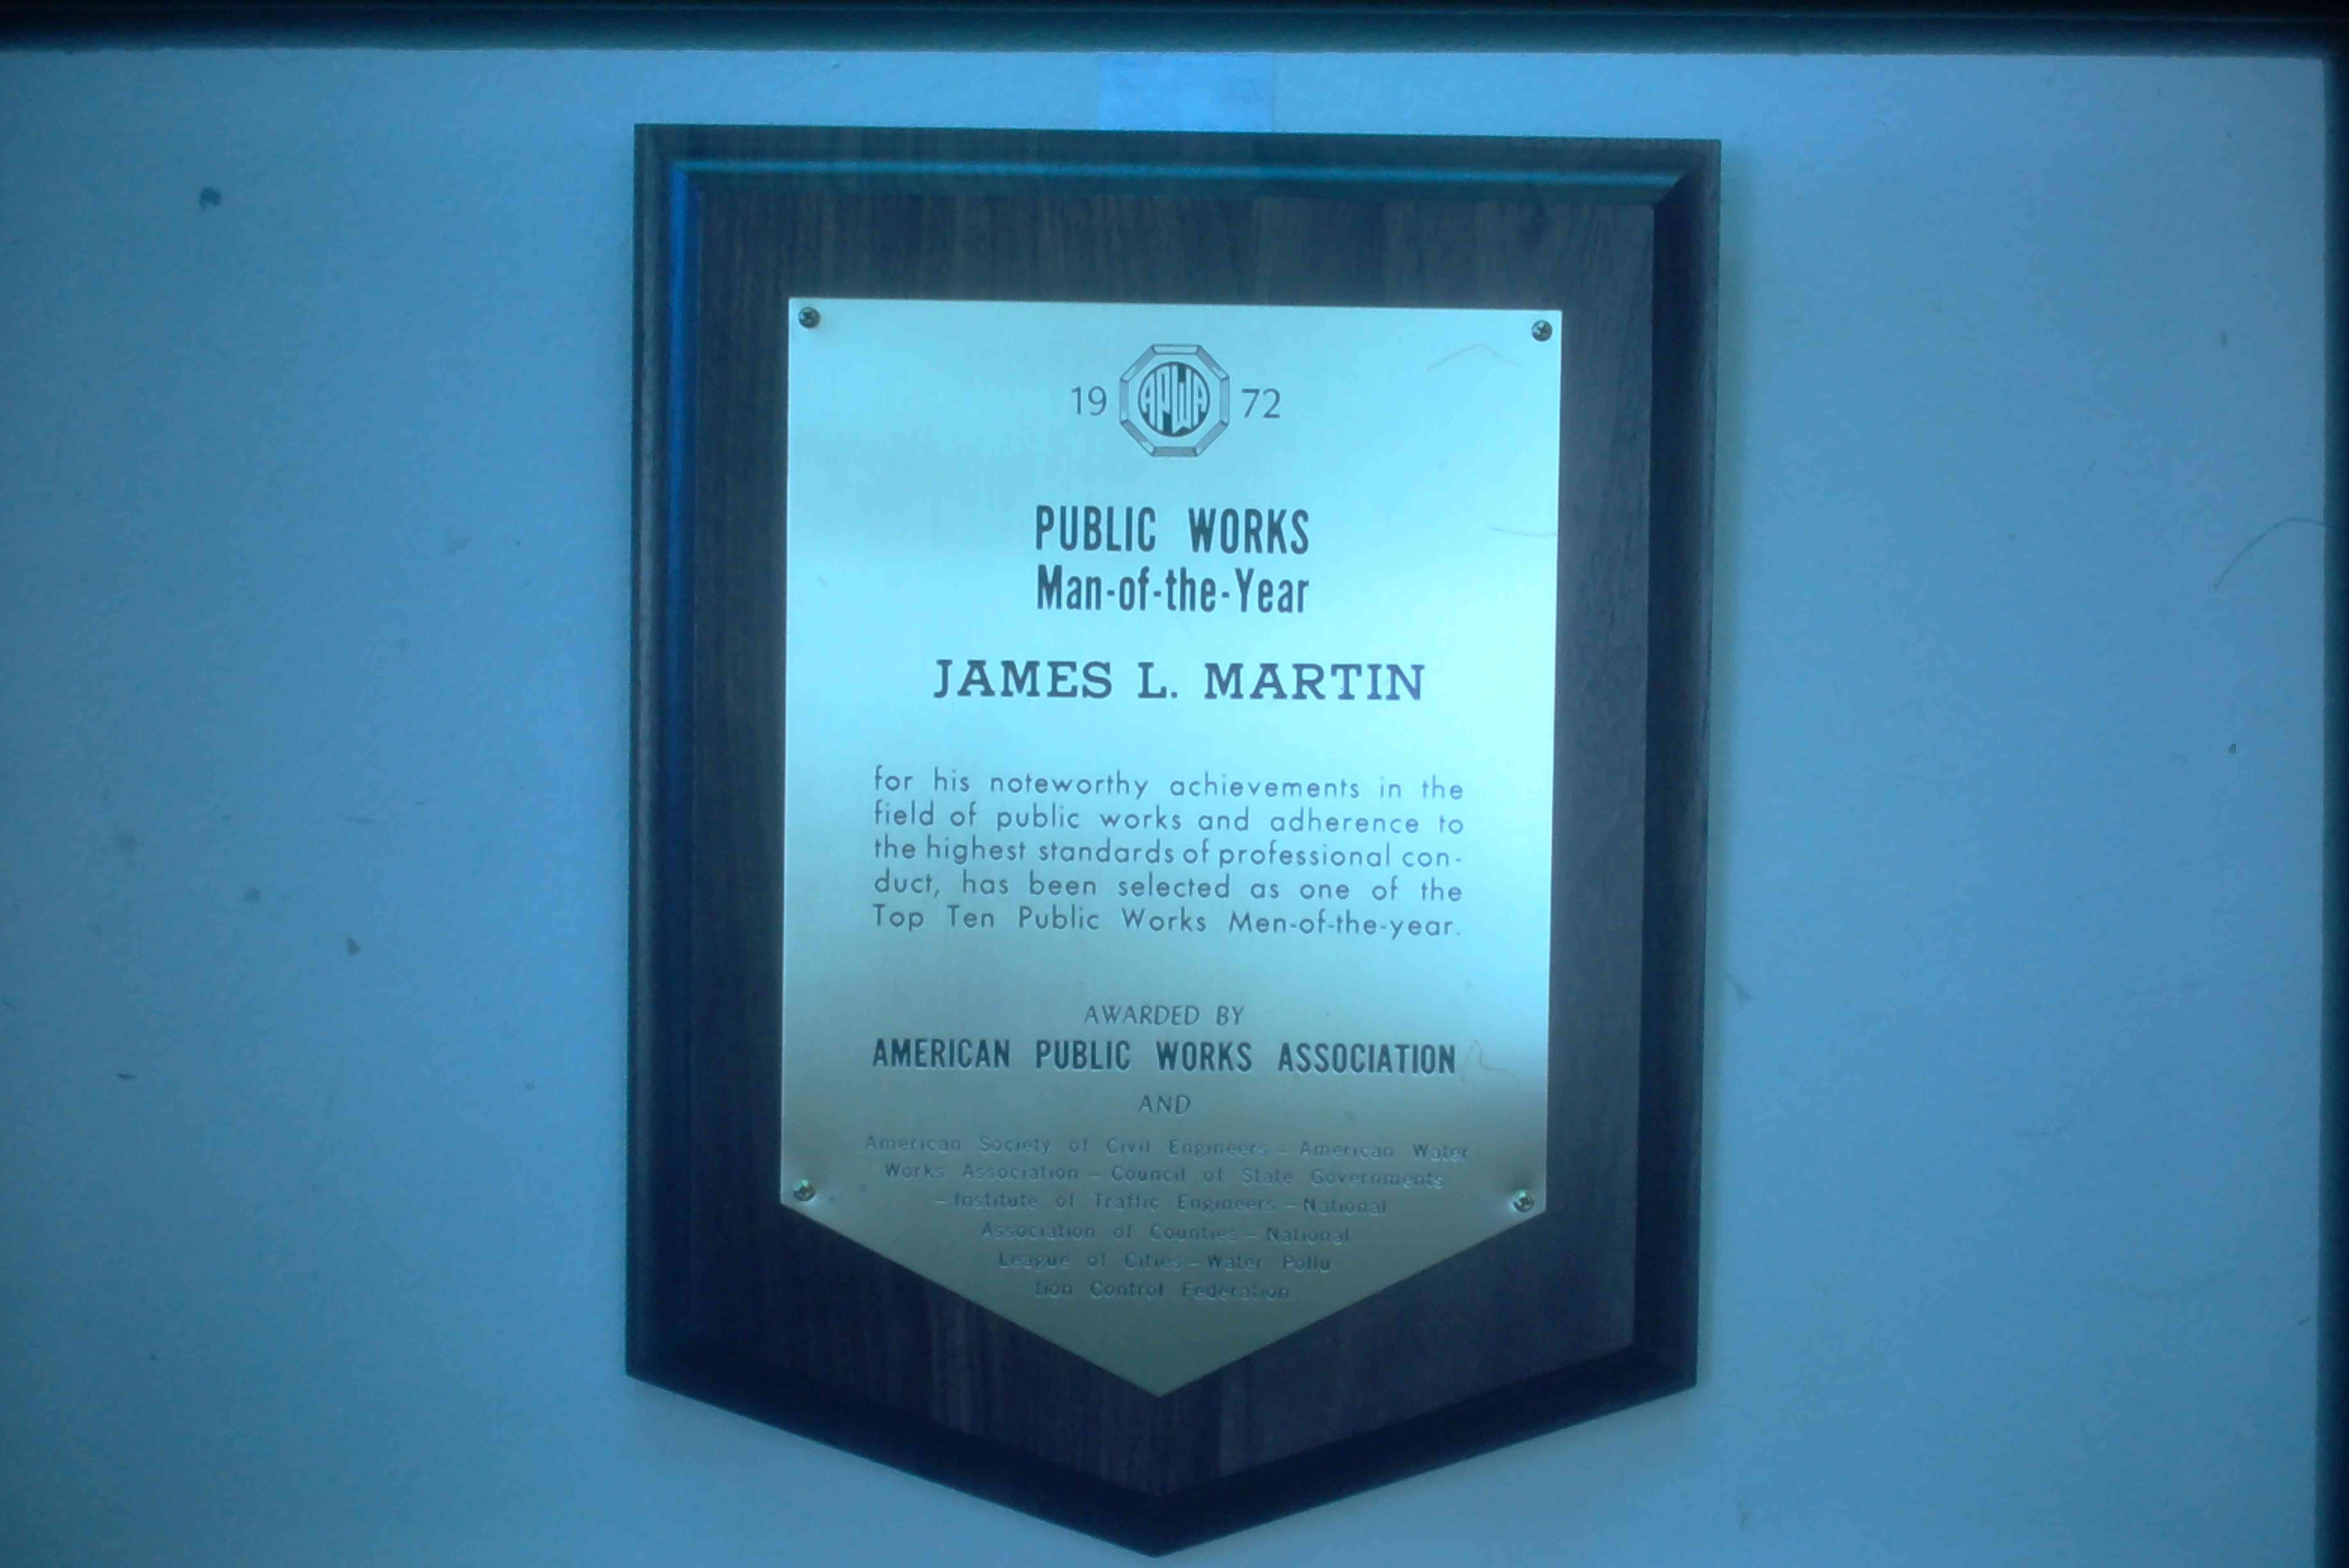 19 APWA 72
PUBLIC WORKS
Man-of-the-Year
JAMES L. MARTIN
for his noteworthy achievements in the
field of public works and adherence to
the highest standards of professional con-
duct, has been selected as one of the
Top Ten Public Works Men-of-the-year.
AWARDED BY
AMERICAN PUBLIC WORKS ASSOCIATION
AND
American Society of Civil Engineers – American Water
Works Association – Council of State Governments
– Institute of Traffic Engineers – National
Association of Counties – National
League of Cities – Water Pollu
tion Control Federation